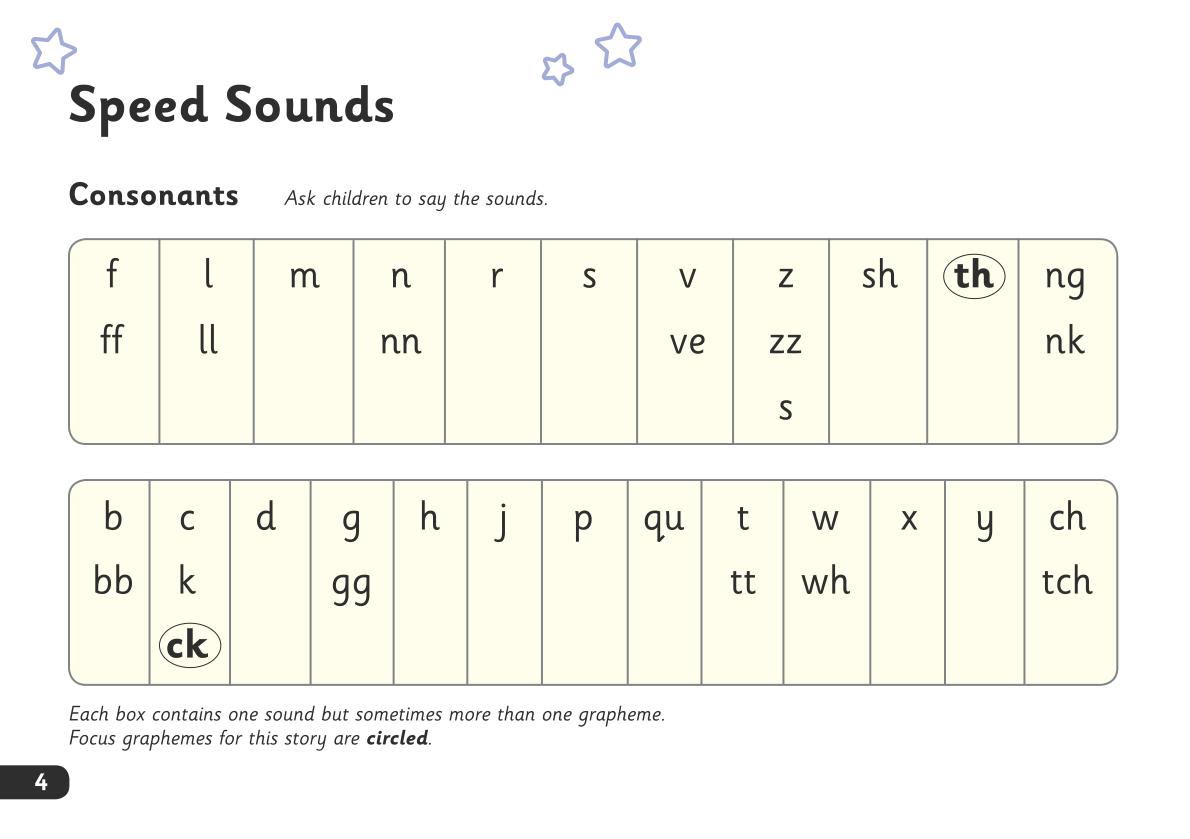 Speed Sounds
Consonants Ask children to say the sounds.
f l m n r s v z sh th ng
ff ll nn ve zz nk
s
b c d g h j p qu t w x y ch
bb k gg tt wh tch
ck
Each box contains one sound but sometimes more than one grapheme.
Focus graphemes for this story are circled.
4